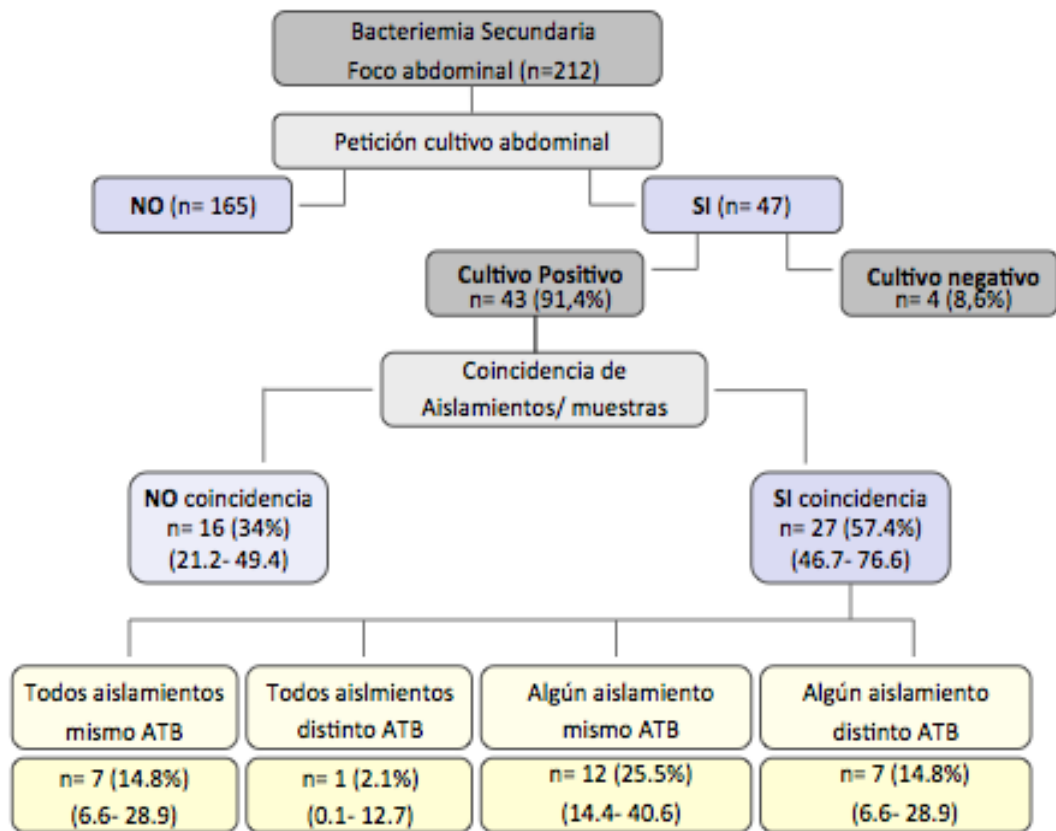 Bacteriemia Secundaria
Foco abdominal (n=212)
Petición cultivo abdominal
NO (n= 165)
SI (n= 47)
Cultivo Positivo
n= 43 (91,4%)
Cultivo negativo
n= 4 (8,6%)
Coincidencia de
Aislamientos/ muestras
NO coincidencia
n= 16 (34%)
(21.2- 49.4)
SI coincidencia
n= 27 (57.4%)
(46.7- 76.6)
Todos aislamientos
mismo ATB
n= 7 (14.8%)
(6.6- 28.9)
Todos aislmientos
distinto ATB
n= 1 (2.1%)
(0.1- 12.7)
Algún aislamiento
mismo ATB
n= 12 (25.5%)
(14.4- 40.6)
Algún aislamiento
distinto ATB
n= 7 (14.8%)
(6.6- 28.9)